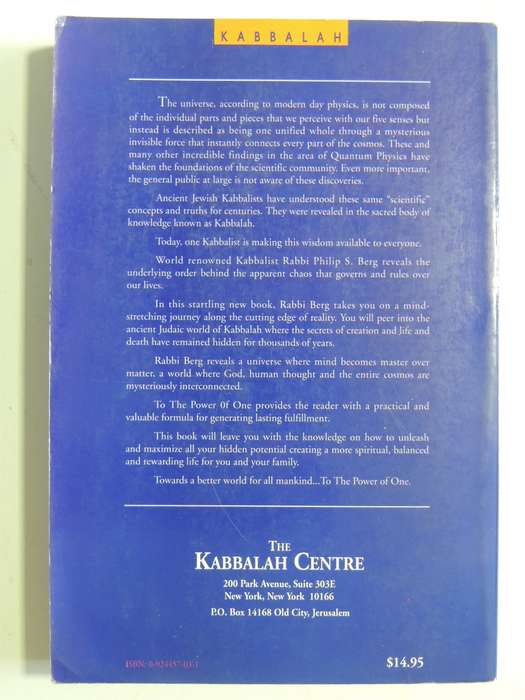 KABBALAH
The universe, according to modern day physics, is not composed
of the individual parts and pieces that we perceive with our five senses but
instead is described as being one unified whole through a mysterious
invisible force that instantly connects every part of the cosmos. These and
many other incredible findings in the area of Quantum Physics have
shaken the foundations of the scientific community. Even more important,
the general public at large is not aware of these discoveries.
Ancient Jewish Kabbalists have understood these same "scientific"
concepts and truths for centuries. They were revealed in the sacred body of
knowledge known as Kabbalah.
Today, one Kabbalist is making this wisdom available to everyone.
World renowned Kabbalist Rabbi Philip S. Berg reveals the
underlying order behind the apparent chaos that governs and rules over
our lives.
In this startling new book, Rabbi Berg takes you on a mind-
stretching journey along the cutting edge of reality. You will peer into the
ancient Judaic world of Kabbalah where the secrets of creation and life and
death have remained hidden for thousands of years.
Rabbi Berg reveals a universe where mind becomes master over
matter, a world where God, human thought and the entire cosmos are
mysteriously interconnected.
To The Power 0f One provides the reader with a practical and
valuable formula for generating lasting fulfillment.
This book will leave you with the knowledge on how to unleash
and maximize all your hidden potential creating a more spiritual, balanced
and rewarding life for you and your family.
Towards a better world for all mankind...To The Power of One.
THE
KABBALAH CENTRE
200 Park Avenue, Suite 303E
New York, New York 10166
P.O. Box 14168 Old City, Jerusalem
ISBN: 0-924457-03-1
$14.95